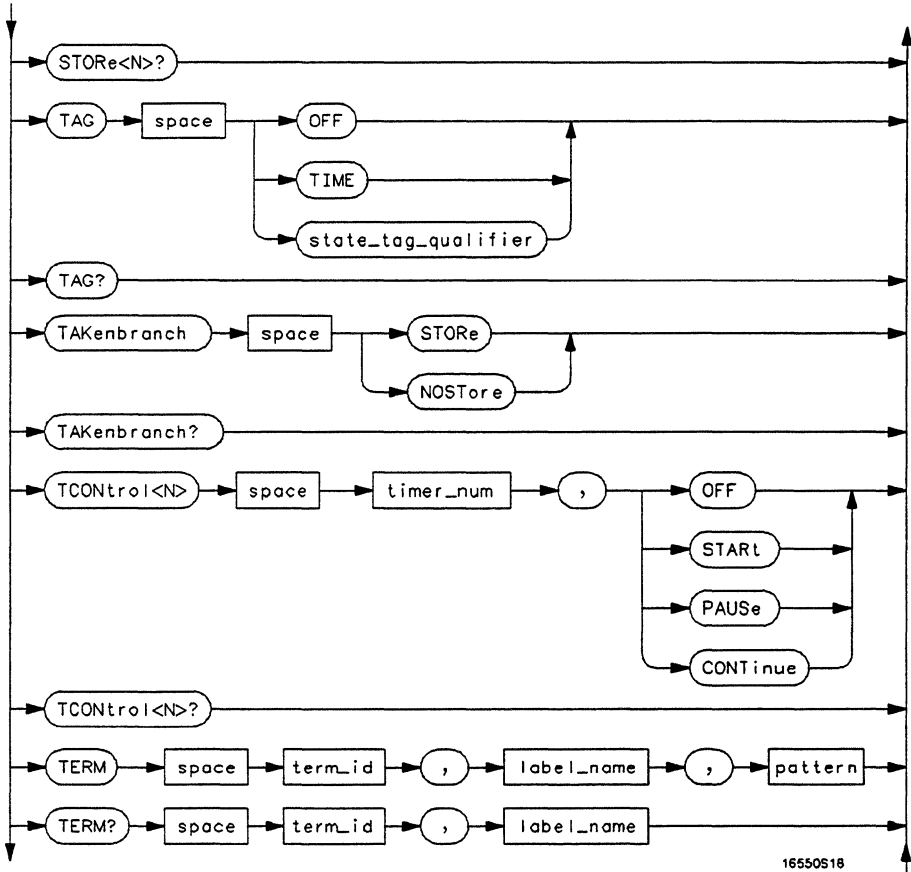 STORe<N>?
TAG space OFF
TIME
state_tag_qualifier
TAG?
TAKenbranch space STORe
NOSTore
TAKenbranch?
TCONtrol<N> space timer_num , OFF
STARt
PAUSe
CONTinue
TCONtrol<N>?
TERM space term_id , label_name , pattern
TERM? space term_id , label_name
16550S18